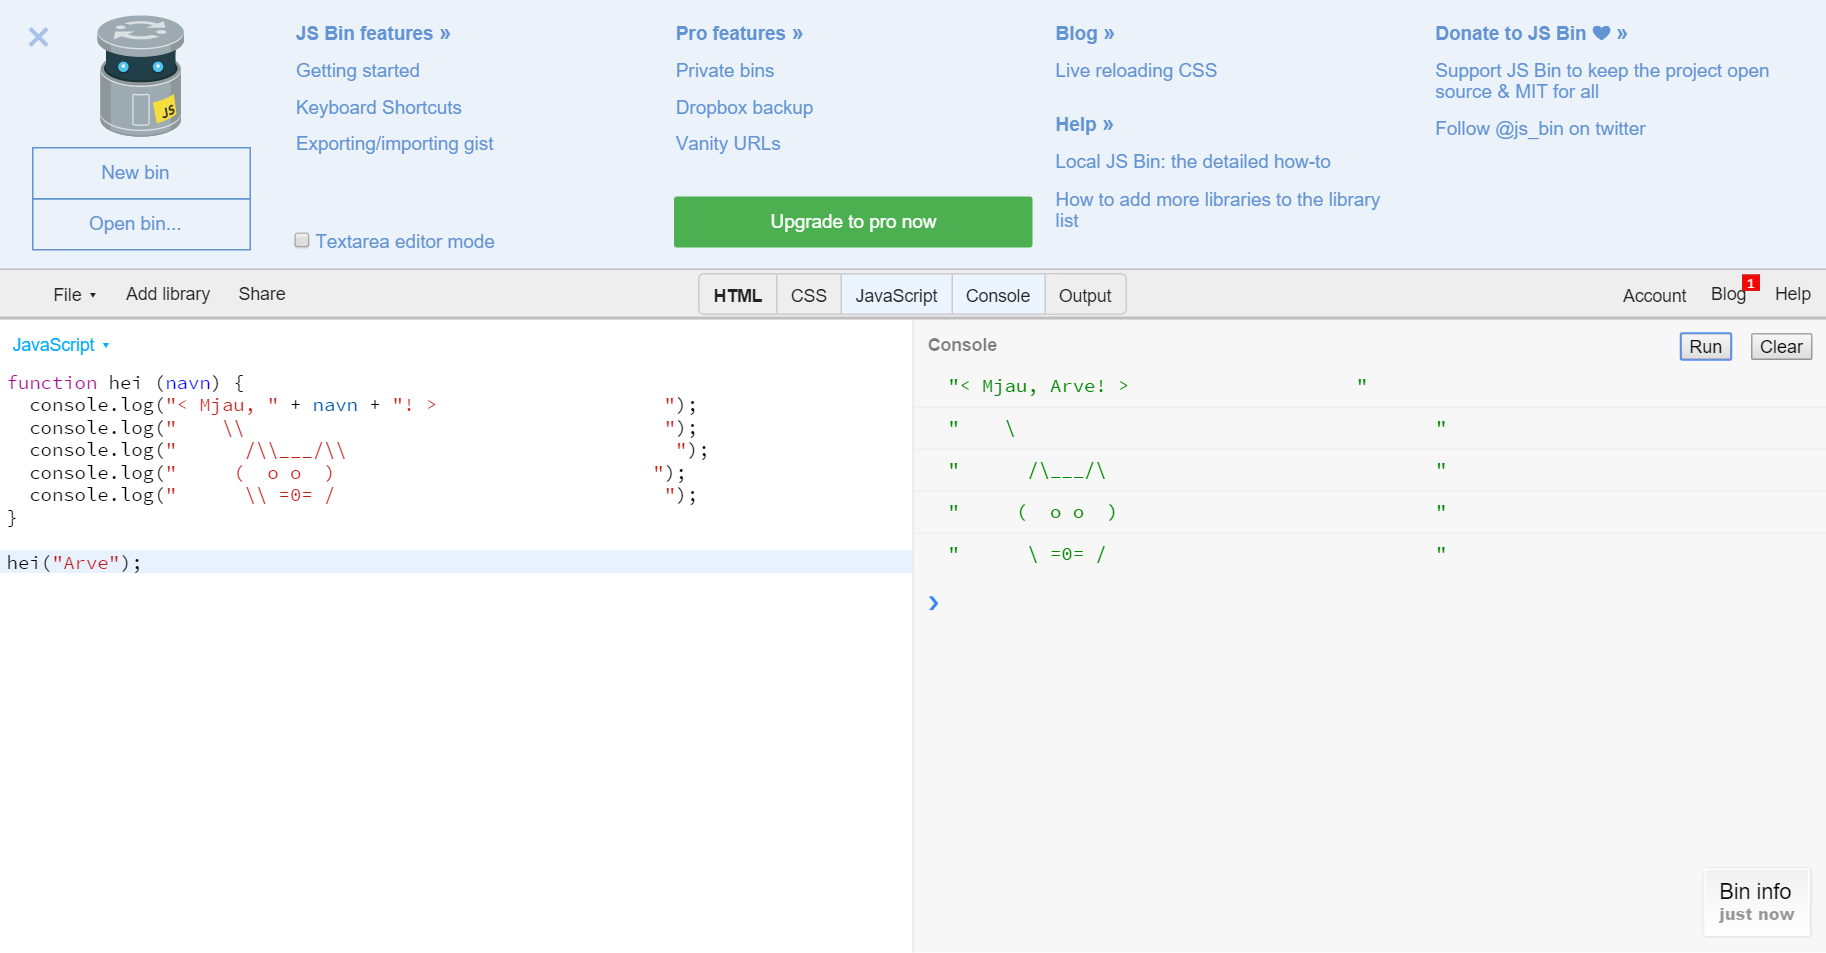 JS Bin features »
Getting started
Keyboard Shortcuts
Exporting/importing gist
Textarea editor mode
Pro features »
Private bins
Dropbox backup
Vanity URLs
Upgrade to pro now
Blog »
Live reloading CSS
Help »
Local JS Bin: the detailed how-to
How to add more libraries to the library
list
Donate to JS Bin ♥ »
Support JS Bin to keep the project open
source & MIT for all
Follow @js_bin on twitter
JS
New bin
Open bin...
File ▾ Add library Share HTML CSS JavaScript Console Output Account Blog 1 Help
JavaScript ▾
function hei (navn) {
  console.log("< Mjau, " + navn + "! >                    ");
  console.log("    \\                                     ");
  console.log("      /\\___/\\                             ");
  console.log("     (  o o  )                            ");
  console.log("      \\ =0= /                             ");
}
hei("Arve");
Console Run Clear
"< Mjau, Arve! >                    "
"    \                                     "
"      /\___/\                             "
"     (  o o  )                            "
"      \ =0= /                             "
❯
Bin info
just now